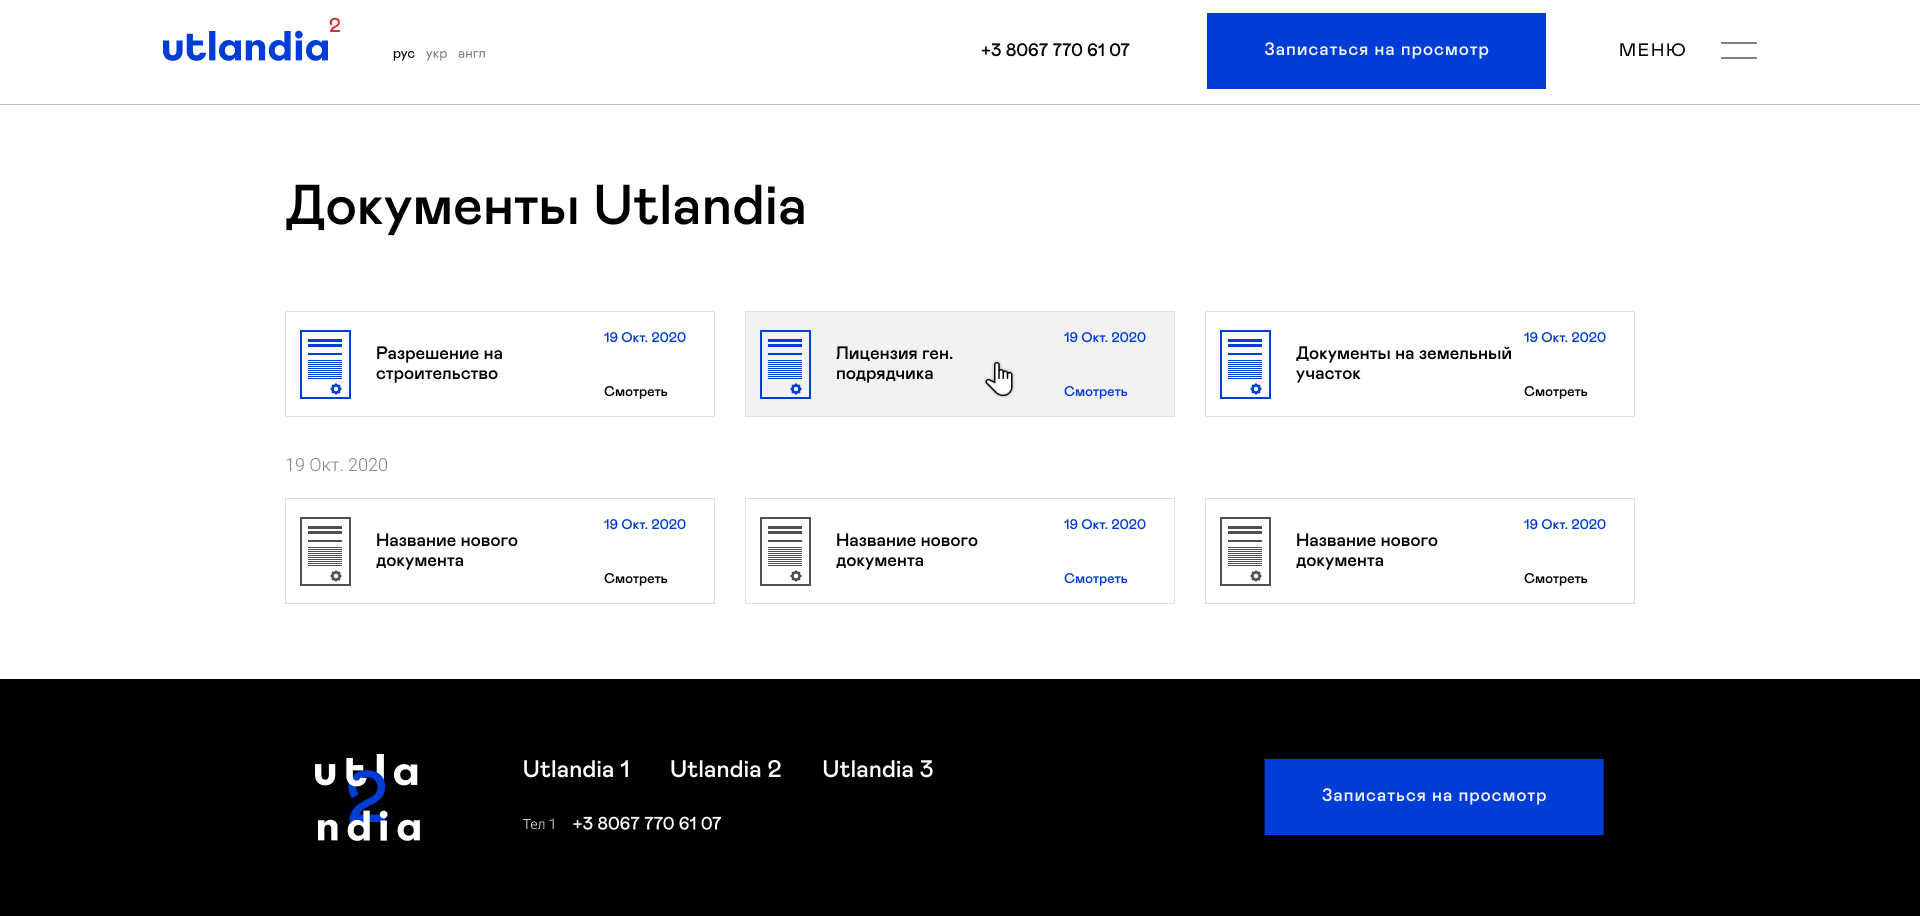 utlandia 2
рус укр англ
+3 8067 770 61 07
Записаться на просмотр
МЕНЮ
Документы Utlandia
Разрешение на
строительство
19 Окт. 2020
Смотреть
Лицензия ген.
подрядчика
19 Окт. 2020
Смотреть
Документы на земельный
участок
19 Окт. 2020
Смотреть
19 Окт. 2020
Название нового
документа
19 Окт. 2020
Смотреть
Название нового
документа
19 Окт. 2020
Смотреть
Название нового
документа
19 Окт. 2020
Смотреть
utla
2
ndia
Utlandia 1 Utlandia 2 Utlandia 3
Тел 1 +3 8067 770 61 07
Записаться на просмотр